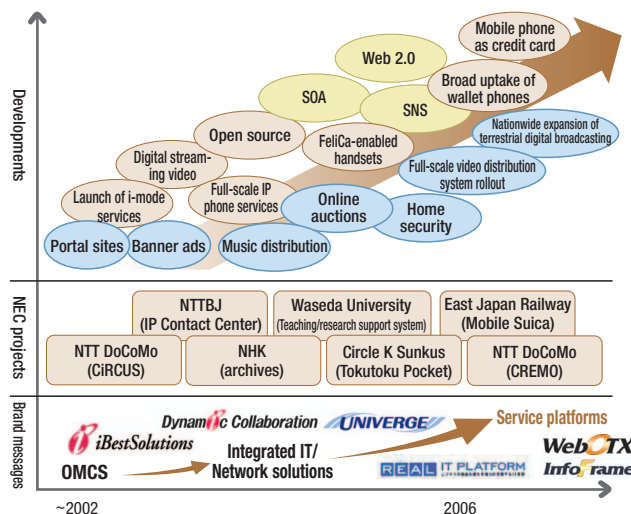 Developments
Mobile phone
as credit card
Web 2.0
Broad uptake of
wallet phones
SOA
SNS
Nationwide expansion of
terrestrial digital broadcasting
Open source
FeliCa-enabled
handsets
Digital stream-
ing video
Full-scale video distribution
system rollout
Launch of i-mode
services
Full-scale IP
phone services
Online
auctions
Home
security
Portal sites
Banner ads
Music distribution
NEC projects
NTTBJ
(IP Contact Center)
Waseda University
(Teaching/research support system)
East Japan Railway
(Mobile Suica)
NTT DoCoMo
(CiRCUS)
NHK
(archives)
Circle K Sunkus
(Tokutoku Pocket)
NTT DoCoMo
(CREMO)
Brand messages
iBestSolutions
Dynamic Collaboration
UNIVERGE
Service platforms
OMCS
Integrated IT/
Network solutions
REAL IT PLATFORM
WebOTX
InfoFrame
~2002
2006